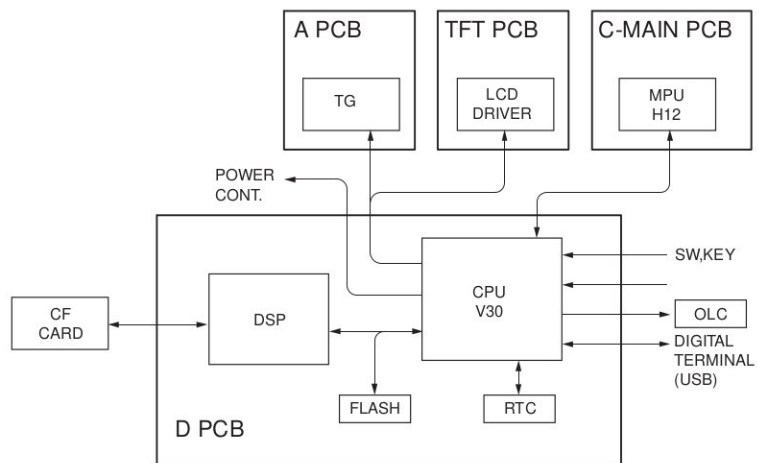 A PCB
TFT PCB
C-MAIN PCB
TG
LCD
DRIVER
MPU
H12
POWER
CONT.
SW,KEY
CPU
V30
DSP
CF
CARD
OLC
DIGITAL
TERMINAL
(USB)
FLASH
RTC
D PCB